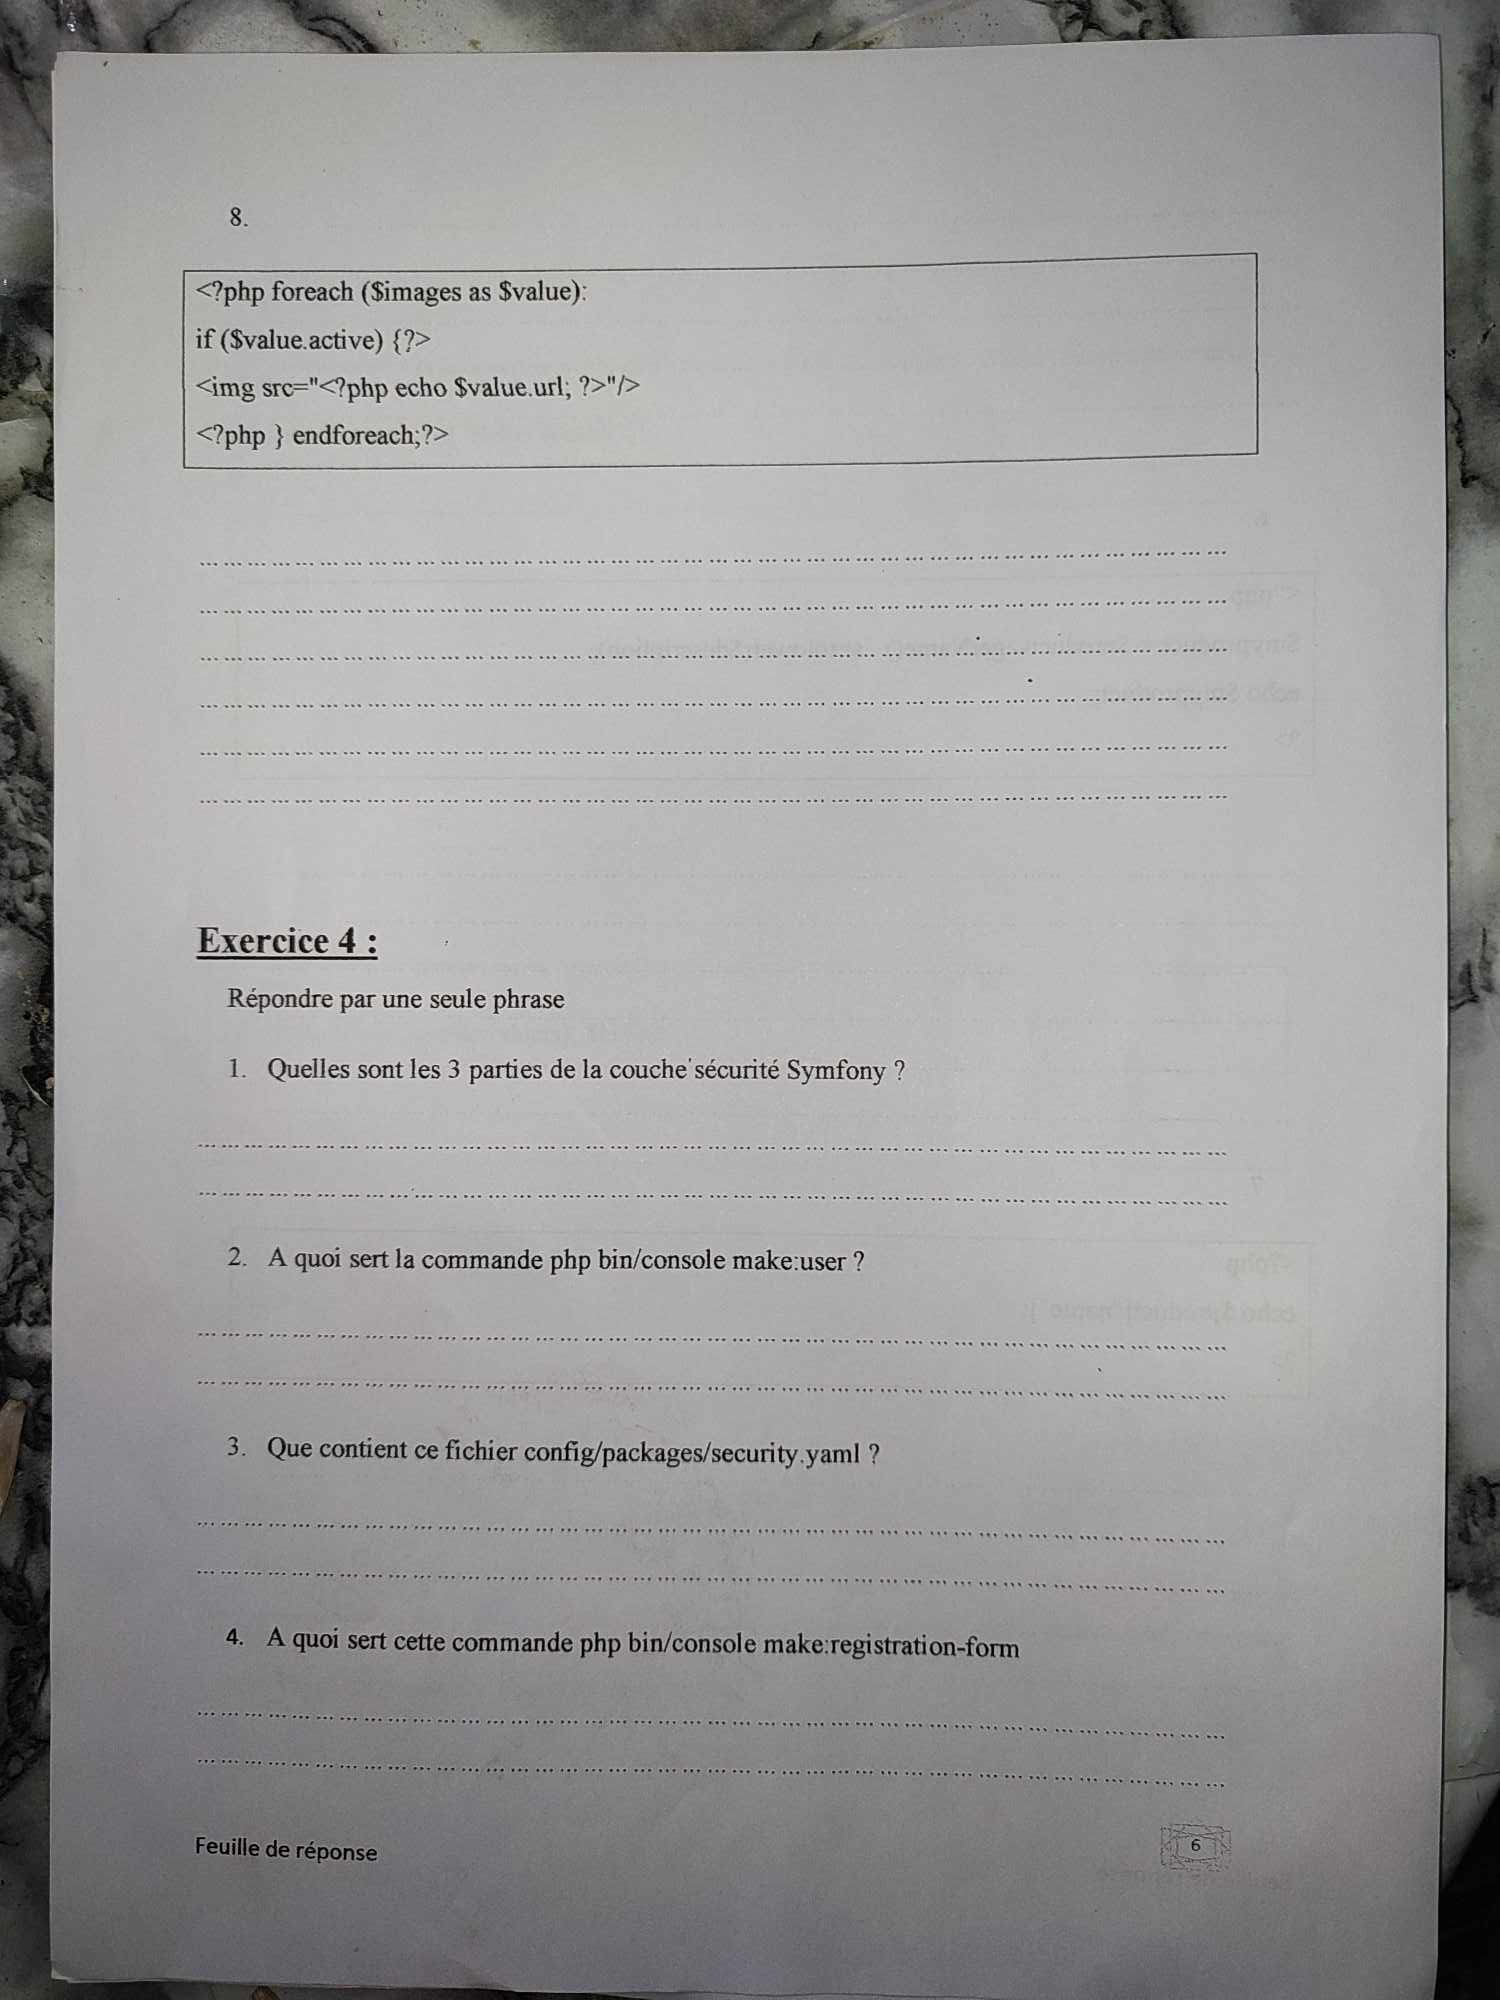 8.
<?php foreach ($images as $value):
if ($value.active) {?>
<img src="<?php echo $value.url; ?>"/>
<?php } endforeach;?>
Exercice 4 :
Répondre par une seule phrase
1. Quelles sont les 3 parties de la couche sécurité Symfony ?
2. A quoi sert la commande php bin/console make:user ?
3. Que contient ce fichier config/packages/security.yaml ?
4. A quoi sert cette commande php bin/console make:registration-form
Feuille de réponse
6